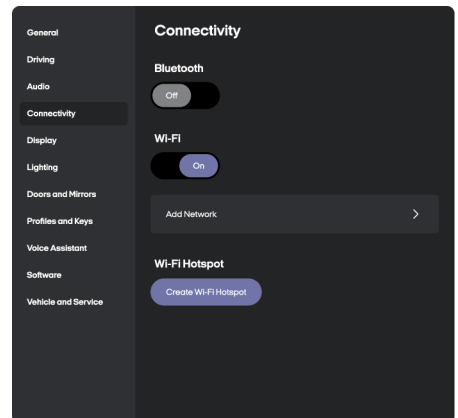 General
Driving
Audio
Connectivity
Display
Lighting
Doors and Mirrors
Profiles and Keys
Voice Assistant
Software
Vehicle and Service
Connectivity
Bluetooth
Off
Wi-Fi
On
Add Network
Wi-Fi Hotspot
Create Wi-Fi Hotspot